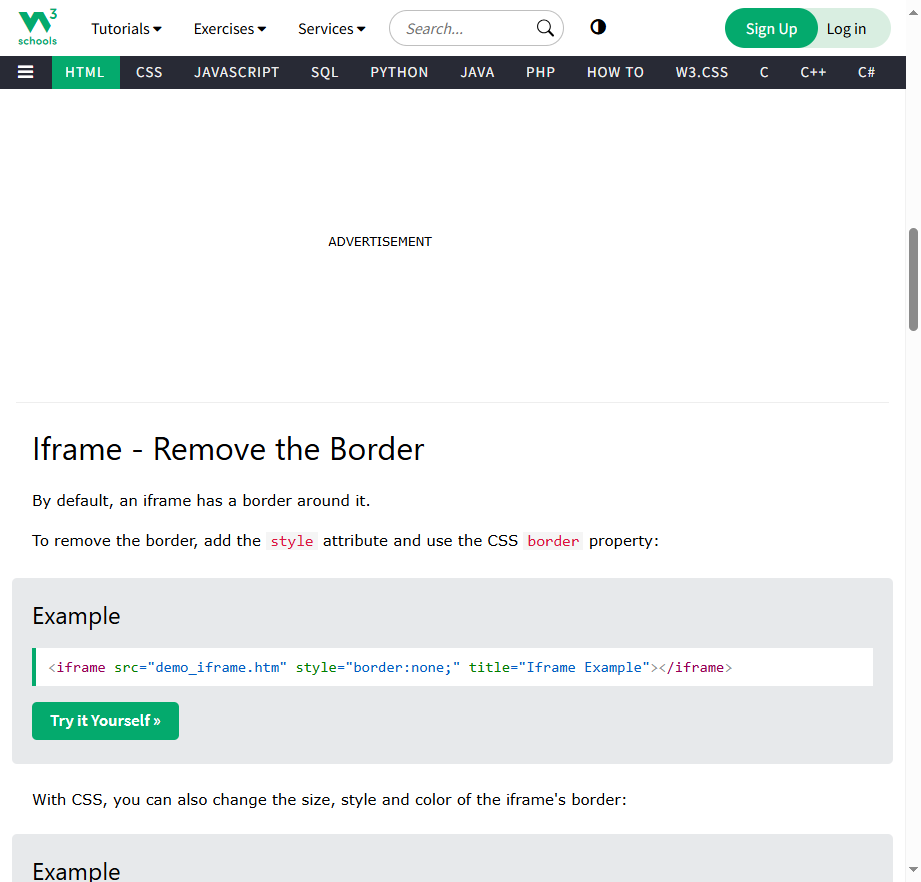 3
schools
Tutorials Exercises Services Search... Sign Up Log in
HTML CSS JAVASCRIPT SQL PYTHON JAVA PHP HOW TO W3.CSS C C++ C#
ADVERTISEMENT
Iframe - Remove the Border
By default, an iframe has a border around it.
To remove the border, add the style attribute and use the CSS border property:
Example
<iframe src="demo_iframe.htm" style="border:none;" title="Iframe Example"></iframe>
Try it Yourself »
With CSS, you can also change the size, style and color of the iframe's border:
Example